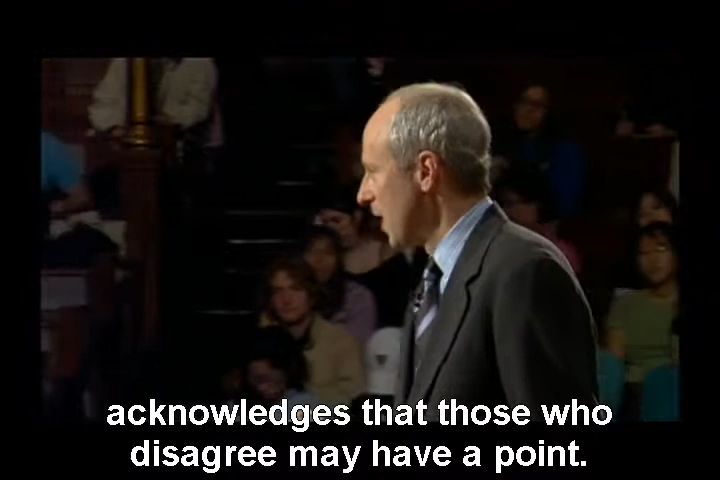 acknowledges that those who
disagree may have a point.